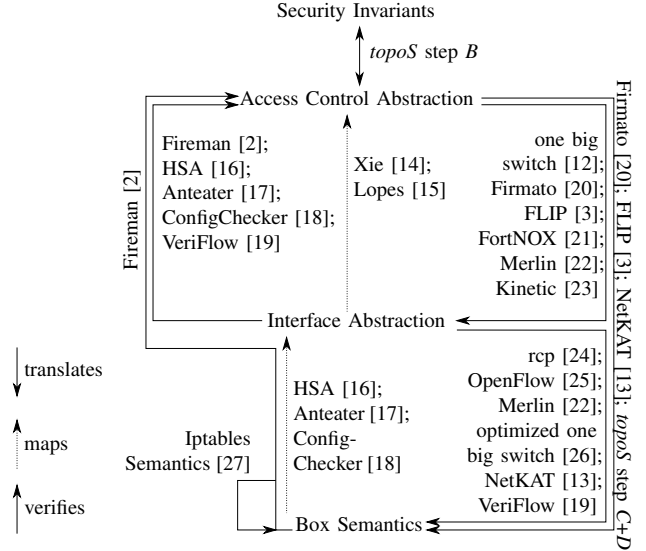 Security Invariants
topoS step B
Access Control Abstraction
Fireman [2];
HSA [16];
Anteater [17];
ConfigChecker [18];
VeriFlow [19]
Xie [14];
Lopes [15]
one big
switch [12];
Firmato [20];
FLIP [3];
FortNOX [21];
Merlin [22];
Kinetic [23]
Fireman [2]
Firmato [20]; FLIP [3]; NetKAT [13]; topoS step C+D
Interface Abstraction
translates
maps
verifies
Iptables
Semantics [27]
HSA [16];
Anteater [17];
Config-
Checker [18]
rcp [24];
OpenFlow [25];
Merlin [22];
optimized one
big switch [26];
NetKAT [13];
VeriFlow [19]
Box Semantics